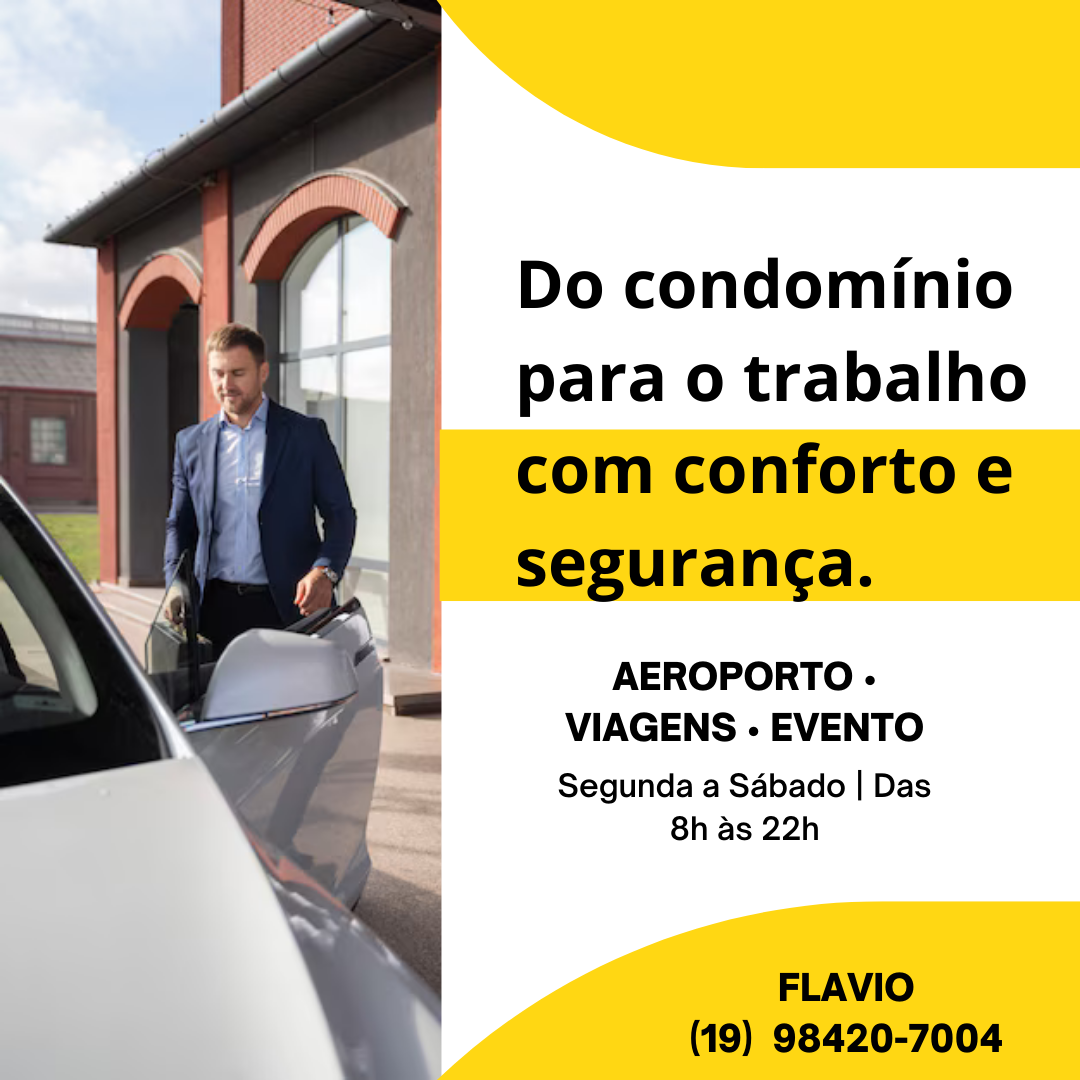 Do condomínio
para o trabalho
com conforto e
segurança.
AEROPORTO •
VIAGENS • EVENTO
Segunda a Sábado | Das
8h às 22h
FLAVIO
(19) 98420-7004